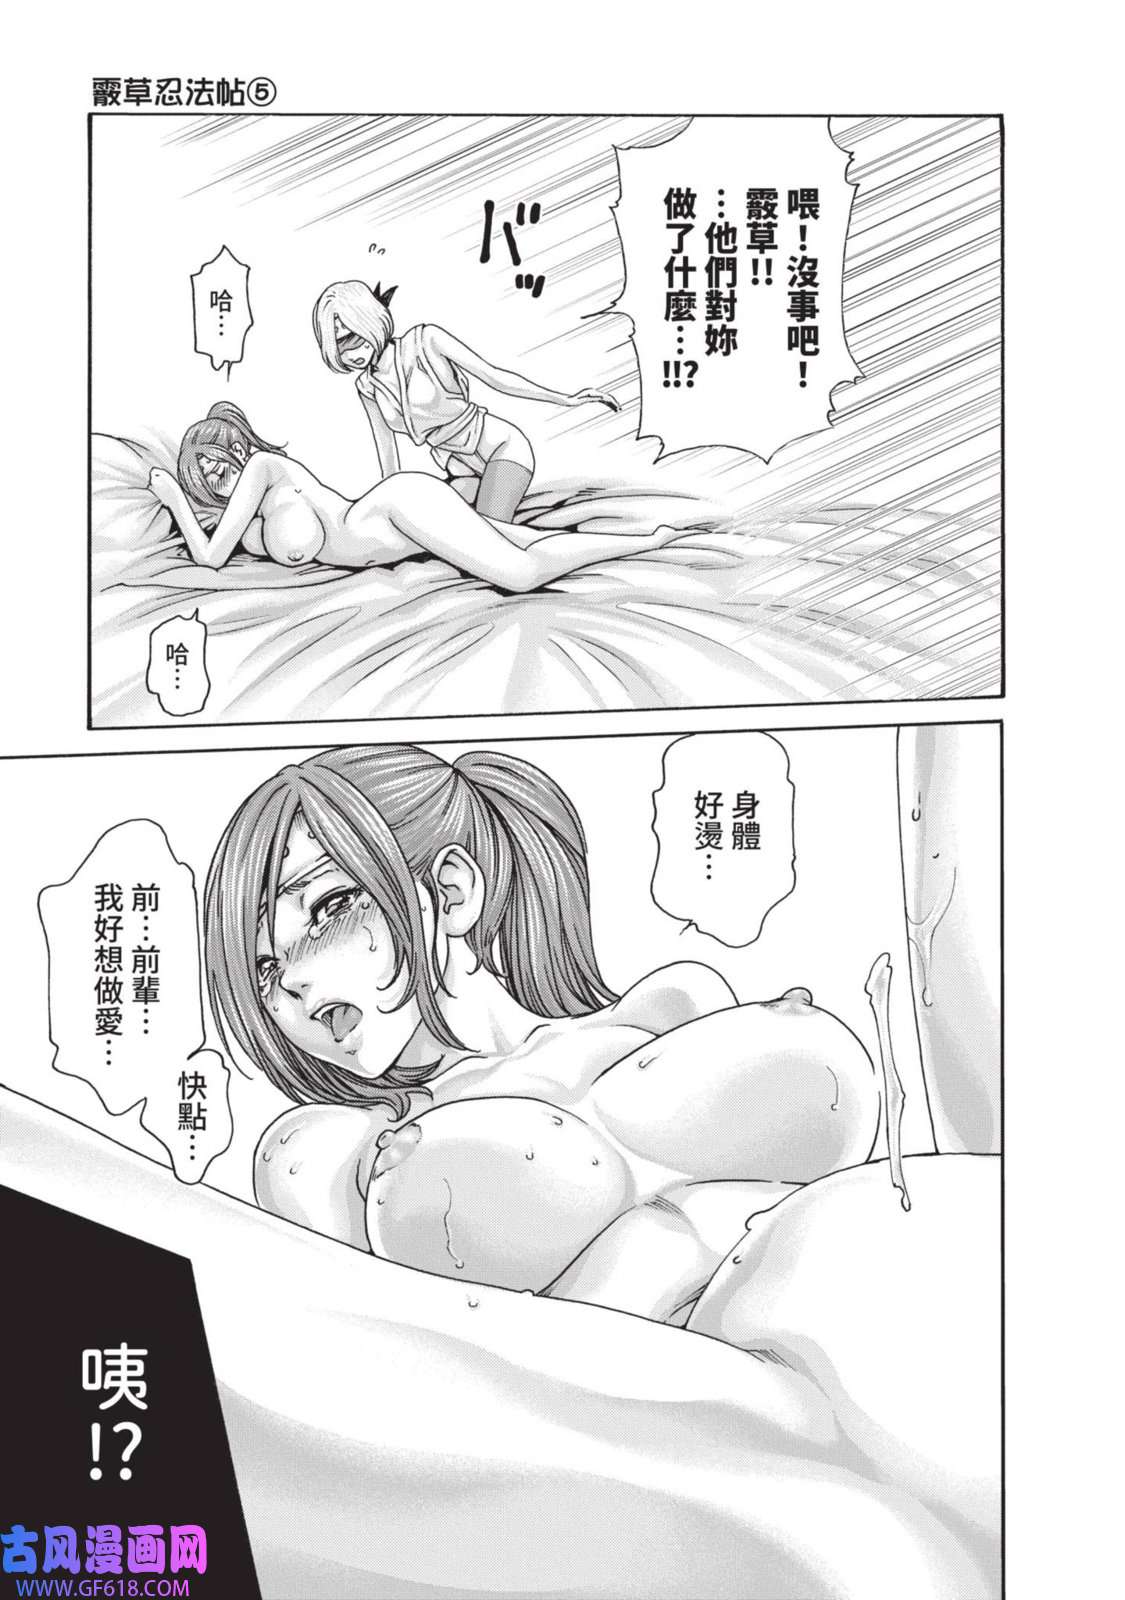 霞草忍法帖⑤
喂！沒事吧！
霞草!!
…他們對妳
做了什麼…!!?
バッ
哈…
哈…
身體
好燙…
前…前輩…
我好想做愛…
快點…
咦!?
古风漫画网
WWW.GF618.COM